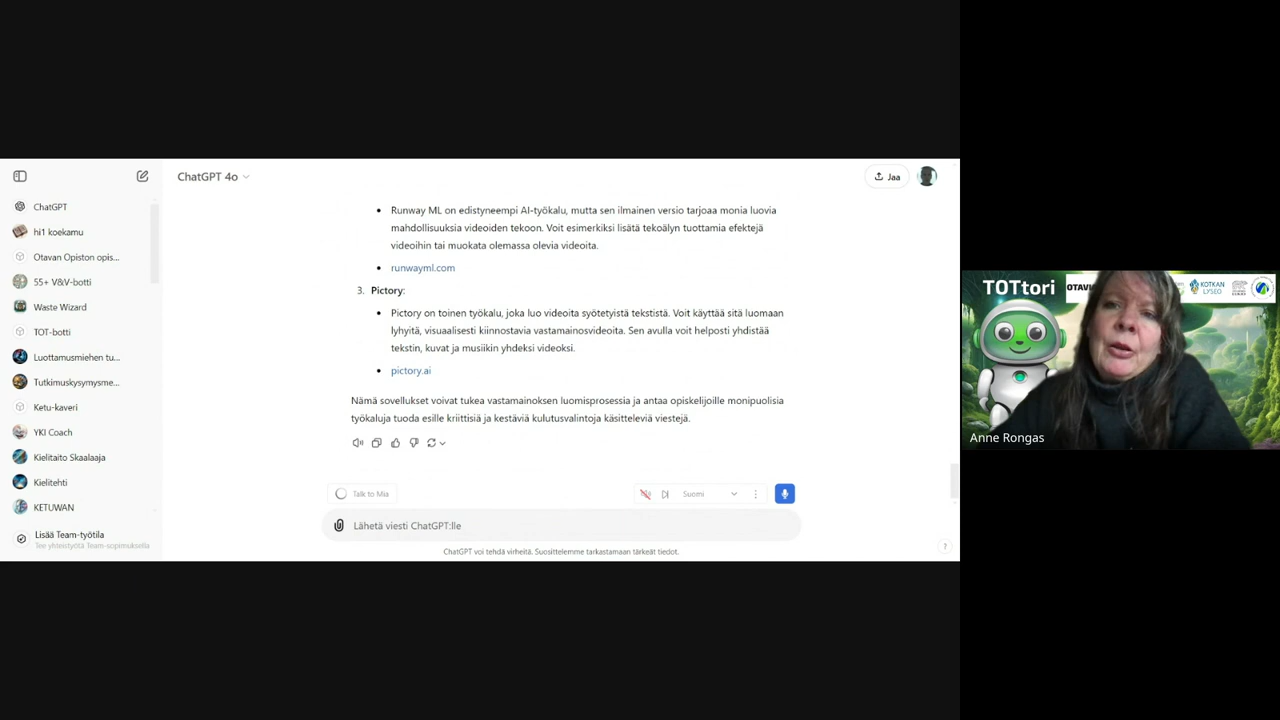 ChatGPT
hi1 koekamu
Otavan Opiston opis...
55+ V&V-botti
Waste Wizard
TOT-botti
Luottamusmiehen tu...
Tutkimuskysymysme...
Ketu-kaveri
YKI Coach
Kielitaito Skaalaaja
Kielitehti
KETUWAN
Lisää Team-työtila
Tee yhteistyötä Team-sopimuksella
ChatGPT 4o
Jaa
• Runway ML on edistyneempi AI-työkalu, mutta sen ilmainen versio tarjoaa monia luovia
mahdollisuuksia videoiden tekoon. Voit esimerkiksi lisätä tekoälyn tuottamia efektejä
videoihin tai muokata olemassa olevia videoita.
• runwayml.com
3. Pictory:
• Pictory on toinen työkalu, joka luo videoita syötetyistä tekstistä. Voit käyttää sitä luomaan
lyhyitä, visuaalisesti kiinnostavia vastamainosvideoita. Sen avulla voit helposti yhdistää
tekstin, kuvat ja musiikin yhdeksi videoksi.
• pictory.ai
Nämä sovellukset voivat tukea vastamainoksen luomisprosessia ja antaa opiskelijoille monipuolisia
työkaluja tuoda esille kriittisiä ja kestäviä kulutusvalintoja käsitteleviä viestejä.
Talk to Mia
Suomi
Lähetä viesti ChatGPT:lle
ChatGPT voi tehdä virheitä. Suosittelemme tarkastamaan tärkeät tiedot.
?
TOTtori
OTAVI
KOTKAN
LYSEO
Anne Rongas